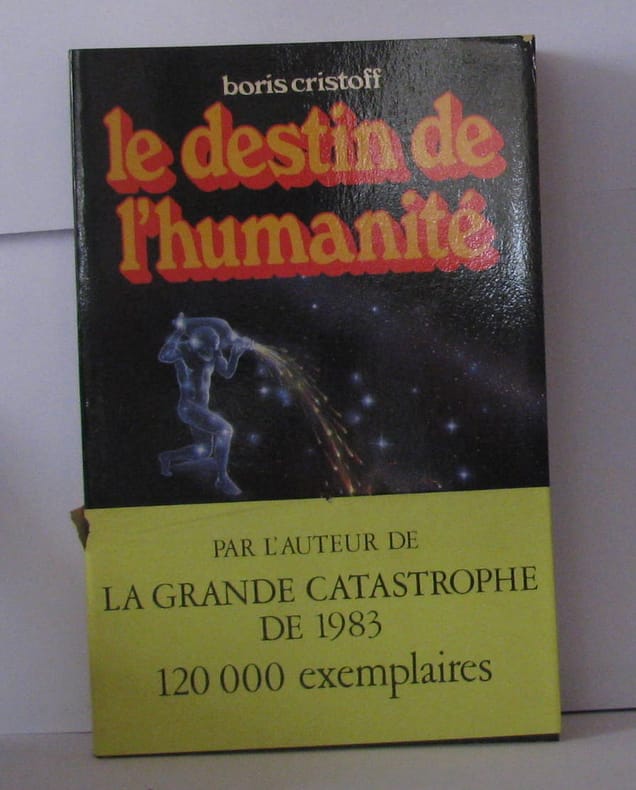 boris cristoff
le destin de
l'humanité
PAR L'AUTEUR DE
LA GRANDE CATASTROPHE
DE 1983
120 000 exemplaires